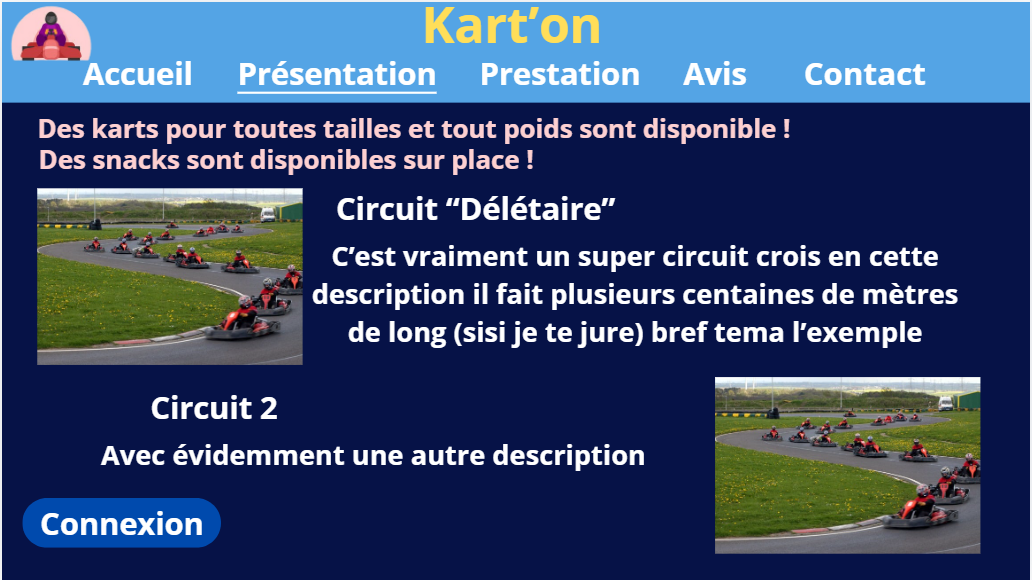 Kart’on
Accueil Présentation Prestation Avis Contact
Des karts pour toutes tailles et tout poids sont disponible !
Des snacks sont disponibles sur place !
Circuit “Délétaire”
C’est vraiment un super circuit crois en cette
description il fait plusieurs centaines de mètres
de long (sisi je te jure) bref tema l’exemple
Circuit 2
Avec évidemment une autre description
Connexion